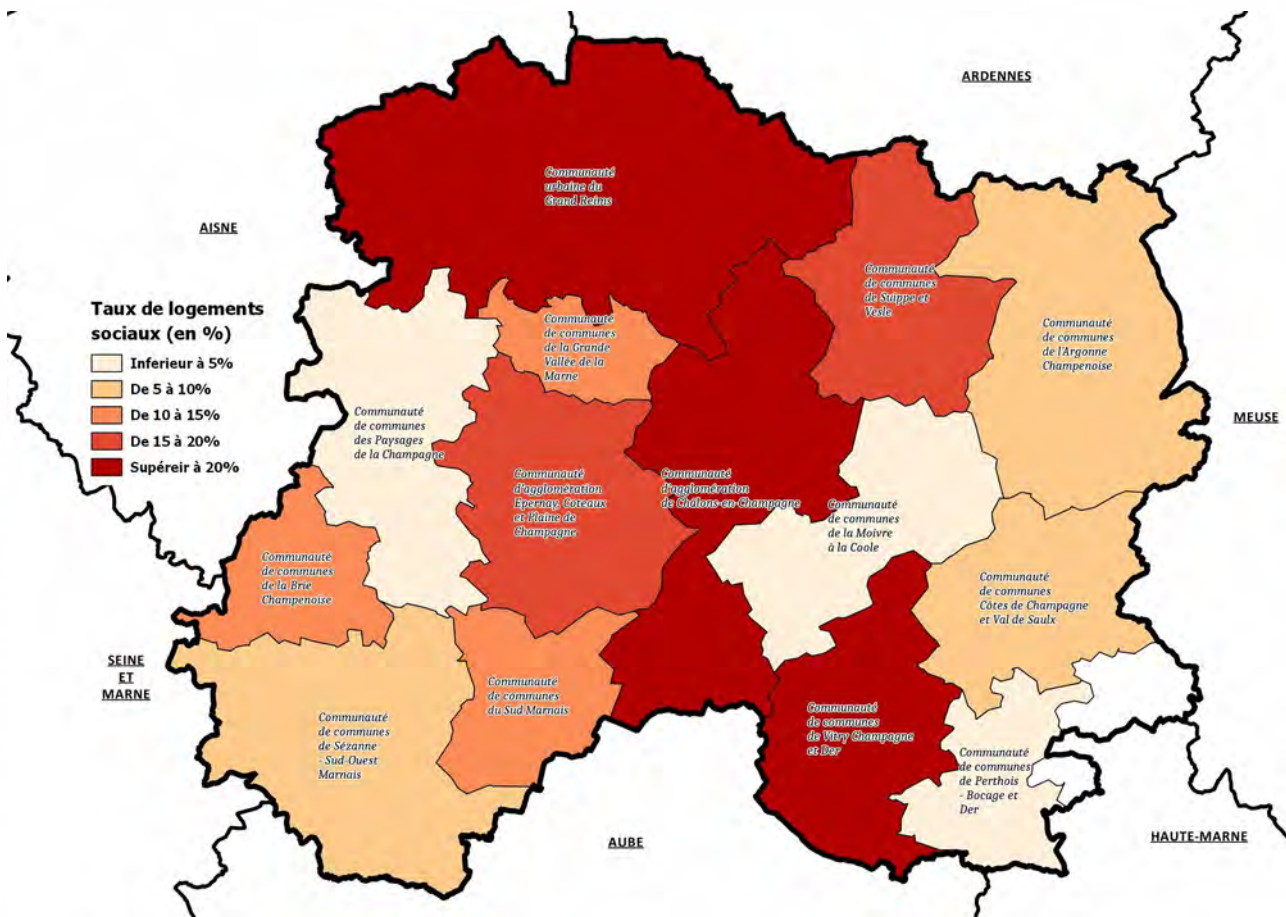 ARDENNES
AISNE
Communauté
urbaine du
Grand Reims
Taux de logements
sociaux (en %)
Inferieur à 5%
De 5 à 10%
De 10 à 15%
De 15 à 20%
Supéreir à 20%
Communauté
de communes
de Suippe et
Vesle
Communauté
de communes
de la Grande
Vallée de la
Marne
Communauté
de communes
de l'Argonne
Champenoise
MEUSE
Communauté
de communes
des Paysages
de la Champagne
Communauté
d'agglomération
Epernay, Coteaux
et Plaine de
Champagne
Communauté
d'agglomération
de Châlons-en-Champagne
Communauté
de communes
de la Moivre
à la Coole
Communauté
de communes
de la Brie
Champenoise
Communauté
de communes
Côtes de Champagne
et Val de Saulx
SEINE
ET
MARNE
Communauté
de communes
du Sud Marnais
Communauté
de communes
de Sézanne
- Sud-Ouest
Marnais
Communauté
de communes
de Vitry Champagne
et Der
Communauté
de communes
de Perthois
- Bocage et
Der
AUBE
HAUTE-MARNE